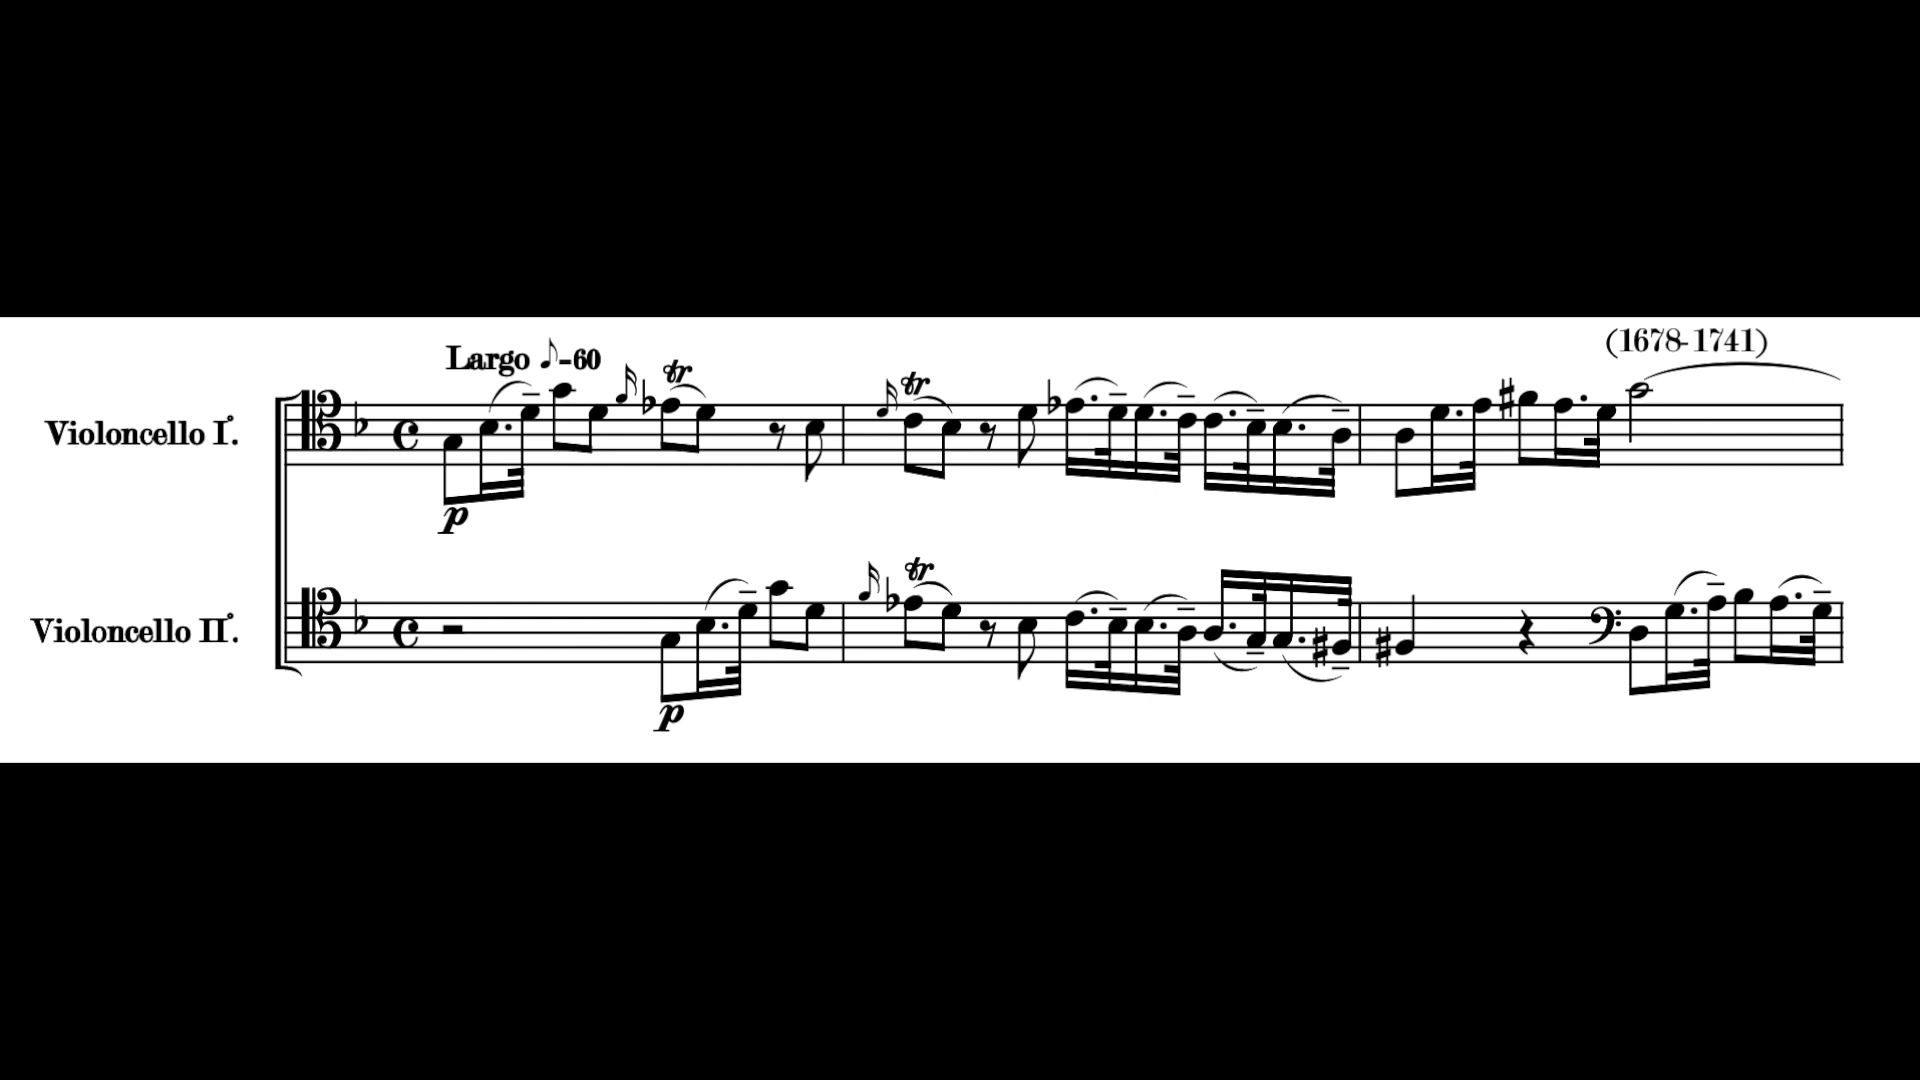 (1678-1741)
Largo ♪=60
tr tr
Violoncello I°.
p
tr
Violoncello II°.
p